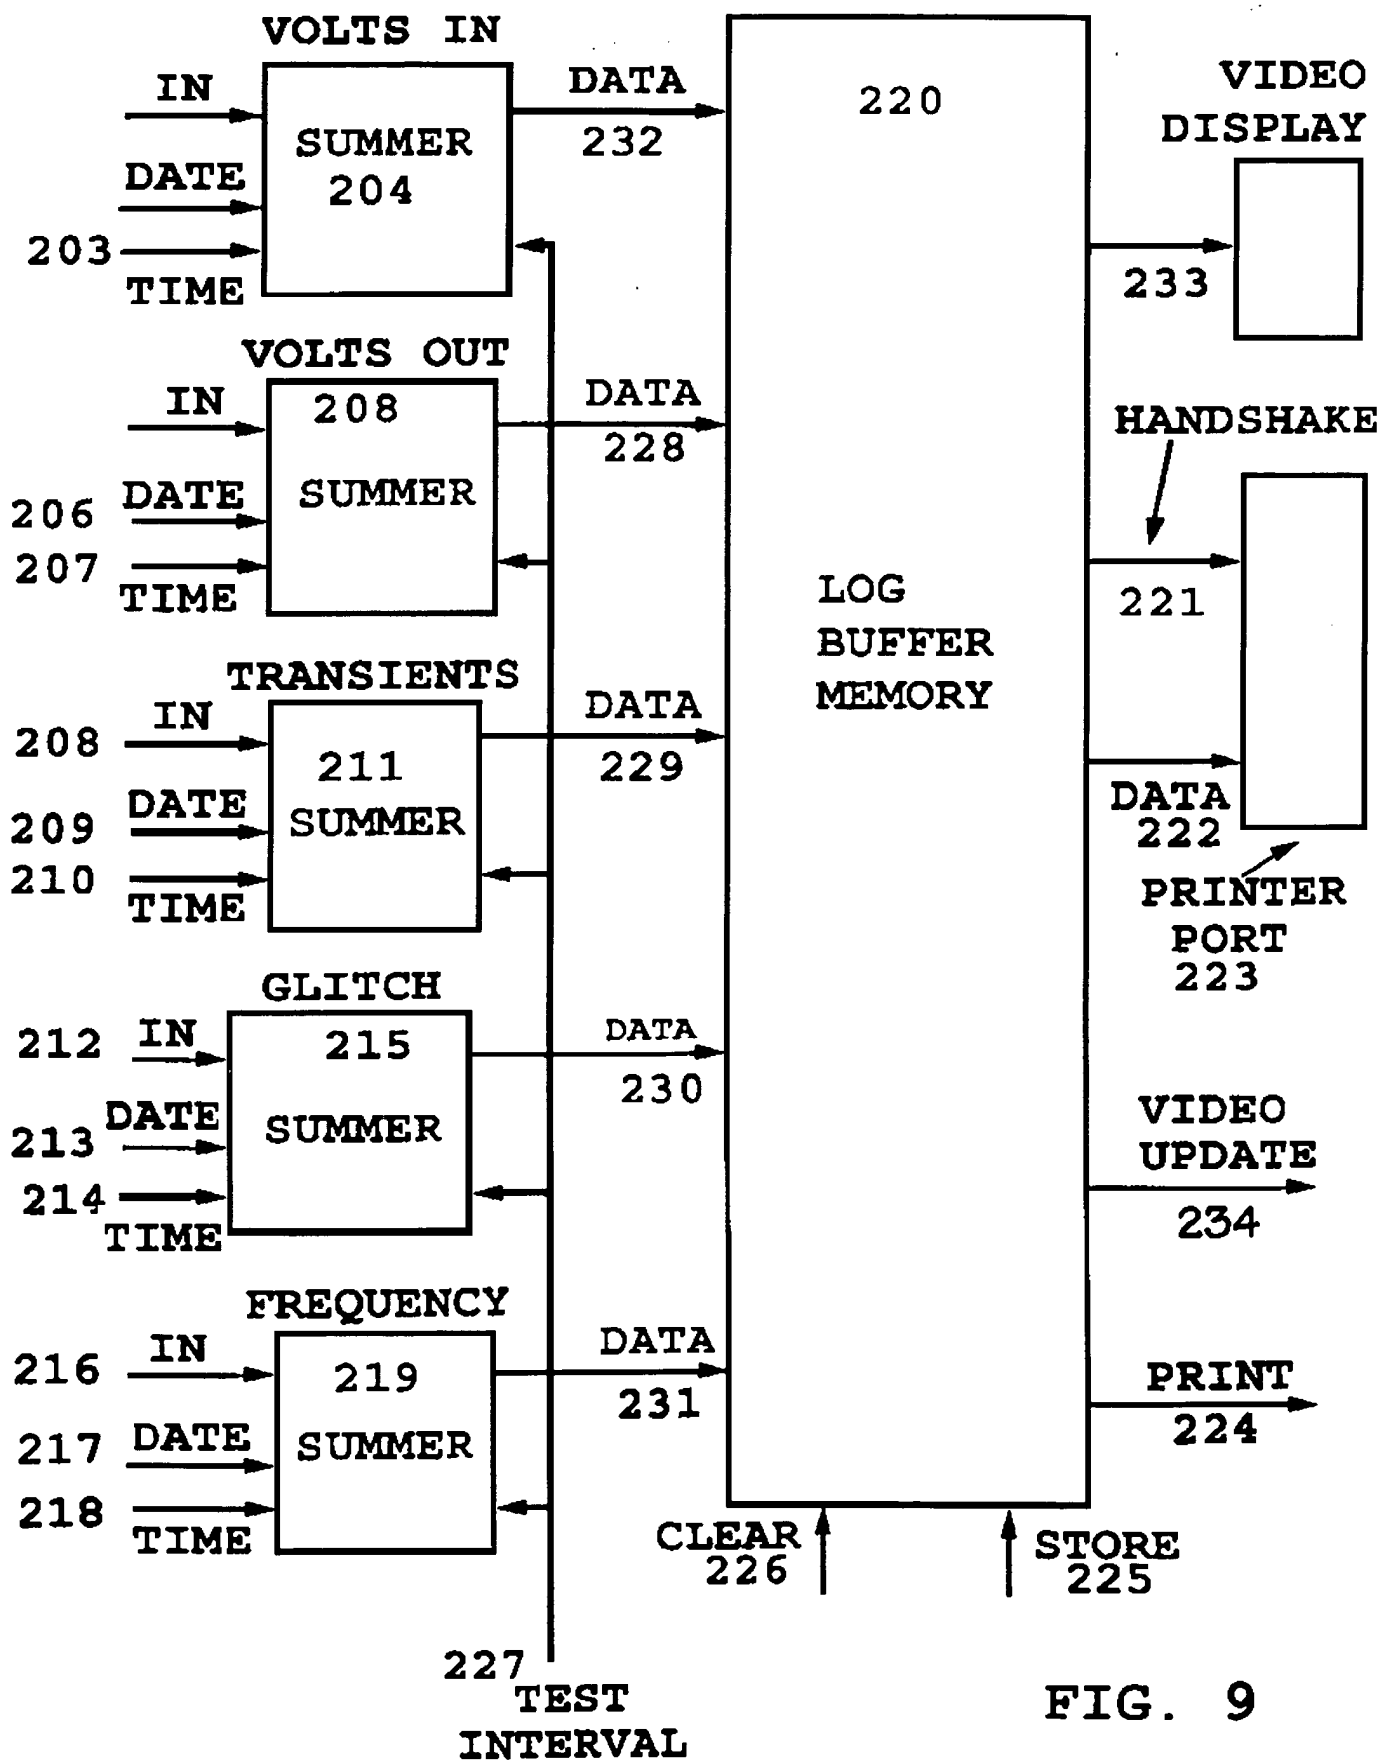 VOLTS IN
IN
DATE
203
TIME
SUMMER
204
DATA
232
VOLTS OUT
IN
206
DATE
207
TIME
208
SUMMER
DATA
228
TRANSIENTS
208
IN
209
DATE
210
TIME
211
SUMMER
DATA
229
GLITCH
212
IN
213
DATE
214
TIME
215
SUMMER
DATA
230
FREQUENCY
216
IN
217
DATE
218
TIME
219
SUMMER
DATA
231
227
TEST
INTERVAL
220
LOG
BUFFER
MEMORY
CLEAR
226
STORE
225
VIDEO
DISPLAY
233
HANDSHAKE
221
DATA
222
PRINTER
PORT
223
VIDEO
UPDATE
234
PRINT
224
FIG. 9